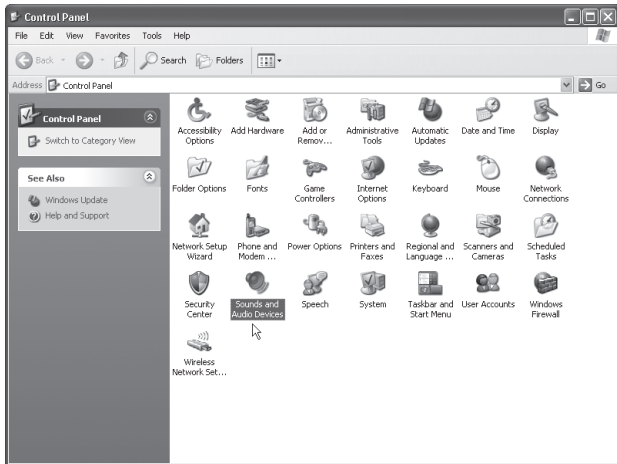 Control Panel
File Edit View Favorites Tools Help
Back Search Folders
Address Control Panel Go
Control Panel
Switch to Category View
See Also
Windows Update
Help and Support
Accessibility Options
Add Hardware
Add or Remov...
Administrative Tools
Automatic Updates
Date and Time
Display
Folder Options
Fonts
Game Controllers
Internet Options
Keyboard
Mouse
Network Connections
Network Setup Wizard
Phone and Modem ...
Power Options
Printers and Faxes
Regional and Language ...
Scanners and Cameras
Scheduled Tasks
Security Center
Sounds and Audio Devices
Speech
System
Taskbar and Start Menu
User Accounts
Windows Firewall
Wireless Network Set...